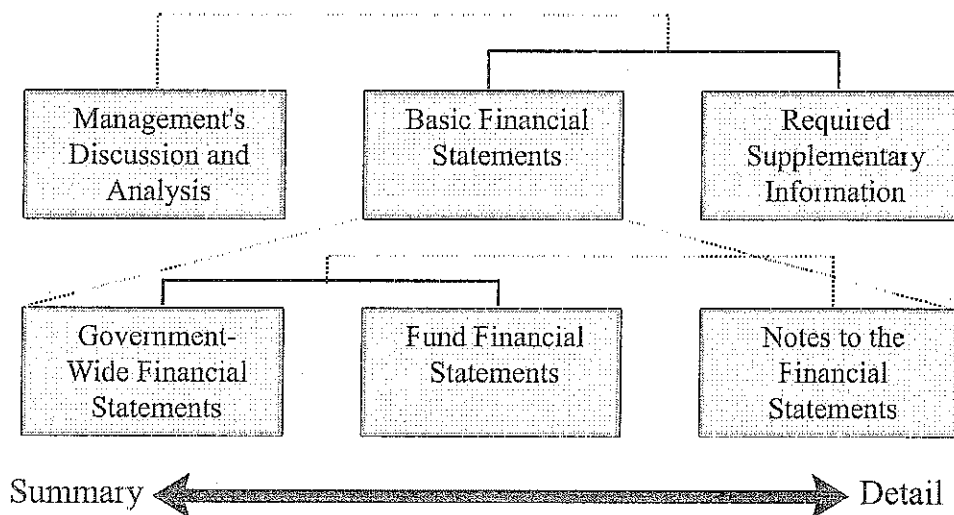 Management's
Discussion and
Analysis
Basic Financial
Statements
Required
Supplementary
Information
Government-
Wide Financial
Statements
Fund Financial
Statements
Notes to the
Financial
Statements
Summary
Detail